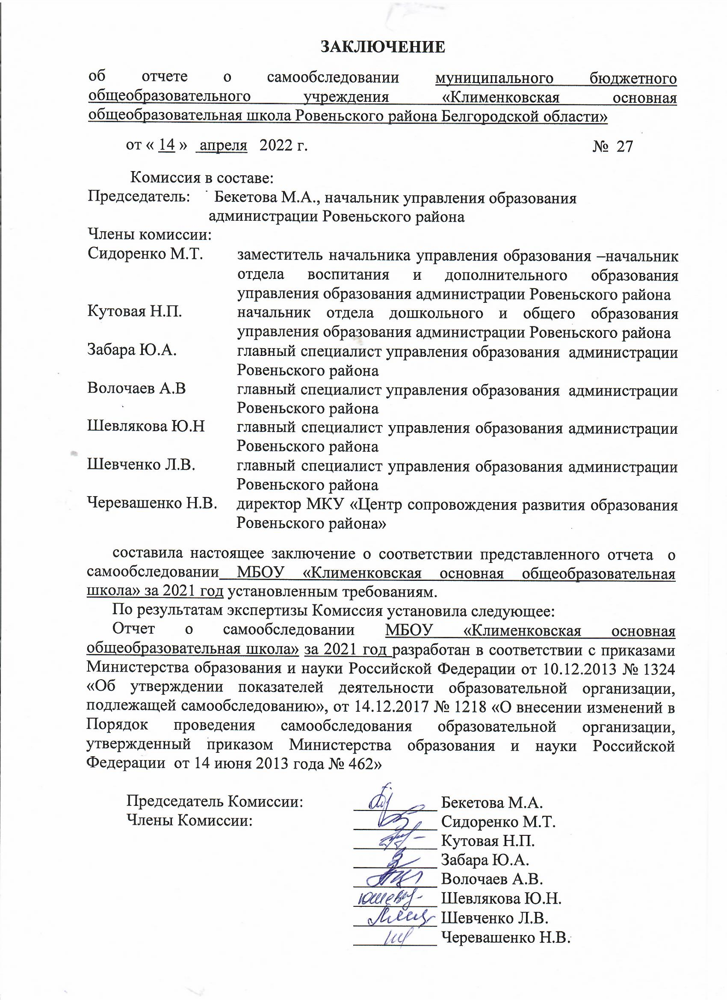 ЗАКЛЮЧЕНИЕ
об отчете о самообследовании муниципального бюджетного
общеобразовательного учреждения «Клименковская основная
общеобразовательная школа Ровеньского района Белгородской области»
от « 14 » апреля 2022 г. № 27
Комиссия в составе:
Председатель: Бекетова М.А., начальник управления образования
администрации Ровеньского района
Члены комиссии:
Сидоренко М.Т. заместитель начальника управления образования –начальник
отдела воспитания и дополнительного образования
управления образования администрации Ровеньского района
Кутовая Н.П. начальник отдела дошкольного и общего образования
управления образования администрации Ровеньского района
Забара Ю.А. главный специалист управления образования администрации
Ровеньского района
Волочаев А.В главный специалист управления образования администрации
Ровеньского района
Шевлякова Ю.Н главный специалист управления образования администрации
Ровеньского района
Шевченко Л.В. главный специалист управления образования администрации
Ровеньского района
Черевашенко Н.В. директор МКУ «Центр сопровождения развития образования
Ровеньского района»
составила настоящее заключение о соответствии представленного отчета о
самообследовании МБОУ «Клименковская основная общеобразовательная
школа» за 2021 год установленным требованиям.
По результатам экспертизы Комиссия установила следующее:
Отчет о самообследовании МБОУ «Клименковская основная
общеобразовательная школа» за 2021 год разработан в соответствии с приказами
Министерства образования и науки Российской Федерации от 10.12.2013 № 1324
«Об утверждении показателей деятельности образовательной организации,
подлежащей самообследованию», от 14.12.2017 № 1218 «О внесении изменений в
Порядок проведения самообследования образовательной организации,
утвержденный приказом Министерства образования и науки Российской
Федерации от 14 июня 2013 года № 462»
Председатель Комиссии: Бекетова М.А.
Члены Комиссии: Сидоренко М.Т.
Кутовая Н.П.
Забара Ю.А.
Волочаев А.В.
Шевлякова Ю.Н.
Шевченко Л.В.
Черевашенко Н.В.